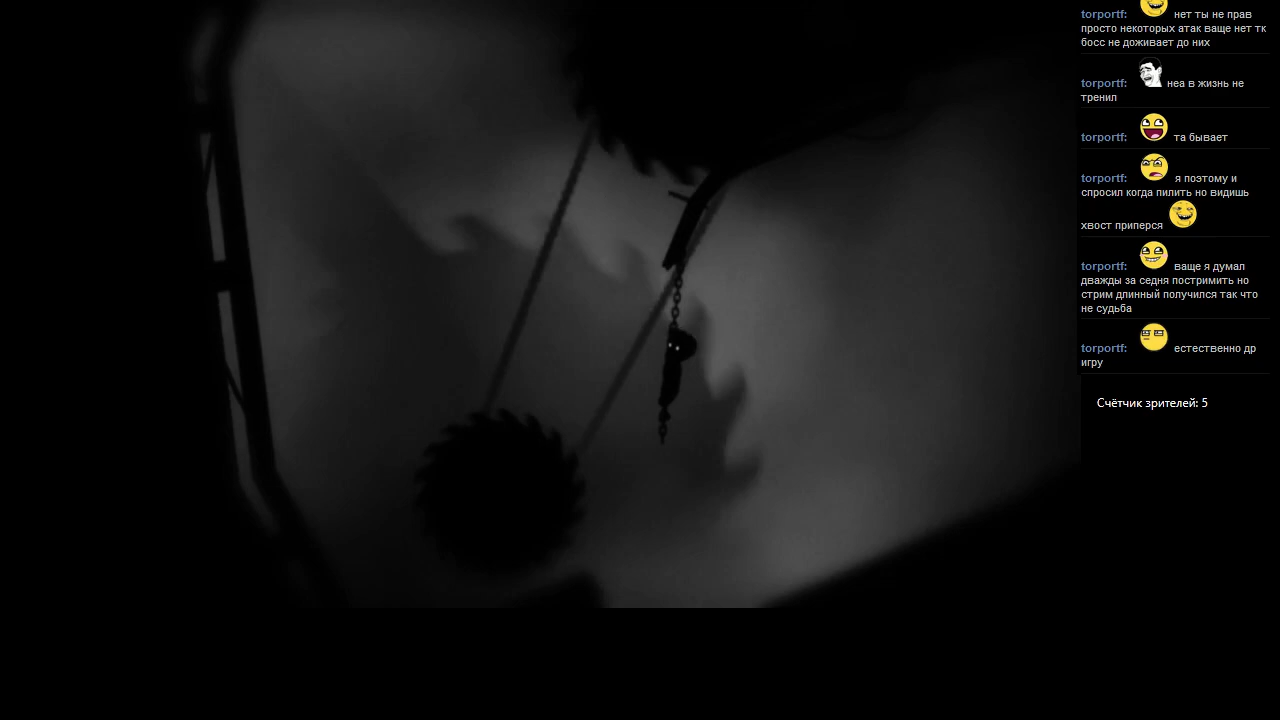 torportf: нет ты не прав
просто некоторых атак ваще нет тк
босс не доживает до них
torportf: неа в жизнь не
тренил
torportf: та бывает
torportf: я поэтому и
спросил когда пилить но видишь
хвост приперся
torportf: ваще я думал
дважды за седня постримить но
стрим длинный получился так что
не судьба
torportf: естественно др
игру
Счётчик зрителей: 5